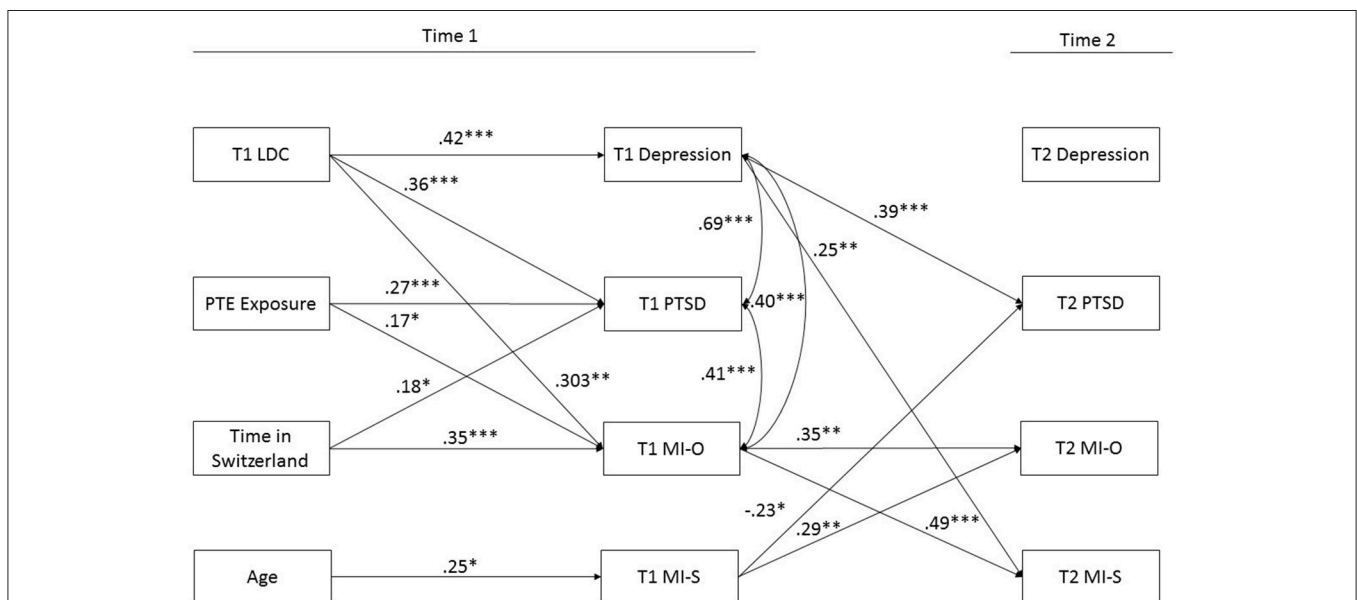 Time 1
Time 2
T1 LDC
.42***
T1 Depression
T2 Depression
.36***
.69***
.39***
.25**
PTE Exposure
.27***
T1 PTSD
.40***
T2 PTSD
.17*
.18*
.303**
.41***
Time in
Switzerland
.35***
T1 MI-O
.35**
T2 MI-O
-.23*
.29**
.49***
Age
.25*
T1 MI-S
T2 MI-S